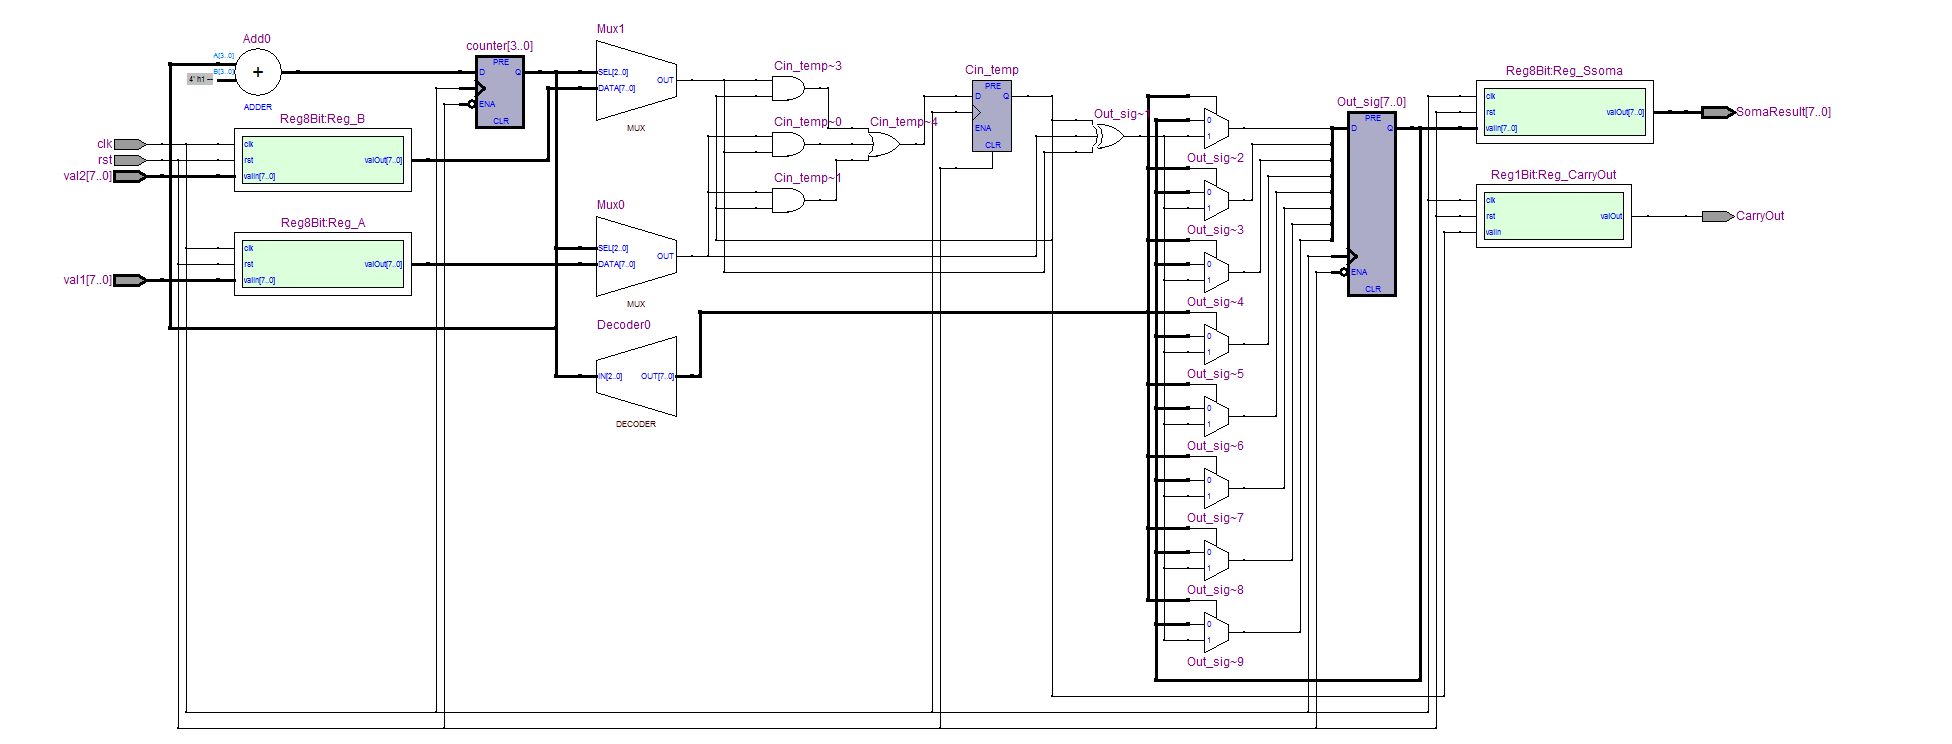 Add0
A[3..0]
B[3..0]
4' h1
+
ADDER
counter[3..0]
PRE
D
Q
ENA
CLR
Mux1
SEL[2..0]
DATA[7..0]
OUT
MUX
Cin_temp~3
Cin_temp~0
Cin_temp~4
Cin_temp~1
Cin_temp
PRE
D
Q
ENA
CLR
Out_sig~
Out_sig[7..0]
PRE
D
Q
ENA
CLR
Reg8Bit:Reg_Ssoma
clk
rst
valIn[7..0]
valOut[7..0]
SomaResult[7..0]
Reg1Bit:Reg_CarryOut
clk
rst
valIn
valOut
CarryOut
clk
rst
val2[7..0]
Reg8Bit:Reg_B
clk
rst
valIn[7..0]
valOut[7..0]
Reg8Bit:Reg_A
clk
rst
valIn[7..0]
valOut[7..0]
val1[7..0]
Mux0
SEL[2..0]
DATA[7..0]
OUT
MUX
Decoder0
IN[2..0]
OUT[7..0]
DECODER
0
1
Out_sig~2
0
1
Out_sig~3
0
1
Out_sig~4
0
1
Out_sig~5
0
1
Out_sig~6
0
1
Out_sig~7
0
1
Out_sig~8
0
1
Out_sig~9